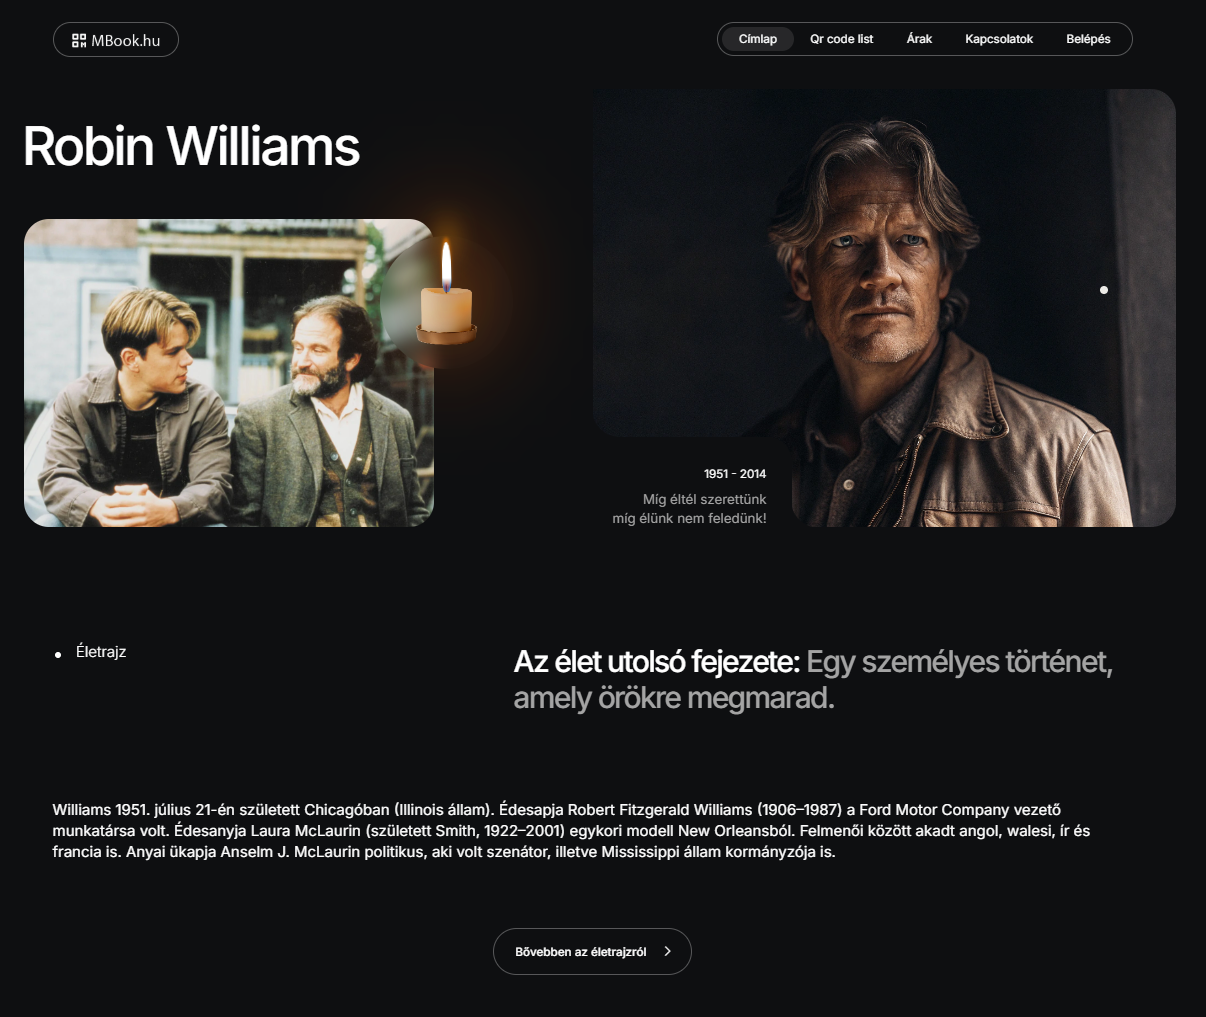 MBook.hu
Címlap
Qr code list
Árak
Kapcsolatok
Belépés
Robin Williams
1951 - 2014
Míg éltél szerettünk
míg élünk nem feledünk!
Életrajz
Az élet utolsó fejezete: Egy személyes történet,
amely örökre megmarad.
Williams 1951. július 21-én született Chicagóban (Illinois állam). Édesapja Robert Fitzgerald Williams (1906–1987) a Ford Motor Company vezető
munkatársa volt. Édesanyja Laura McLaurin (született Smith, 1922–2001) egykori modell New Orleansból. Felmenői között akadt angol, walesi, ír és
francia is. Anyai ükapja Anselm J. McLaurin politikus, aki volt szenátor, illetve Mississippi állam kormányzója is.
Bővebben az életrajzról